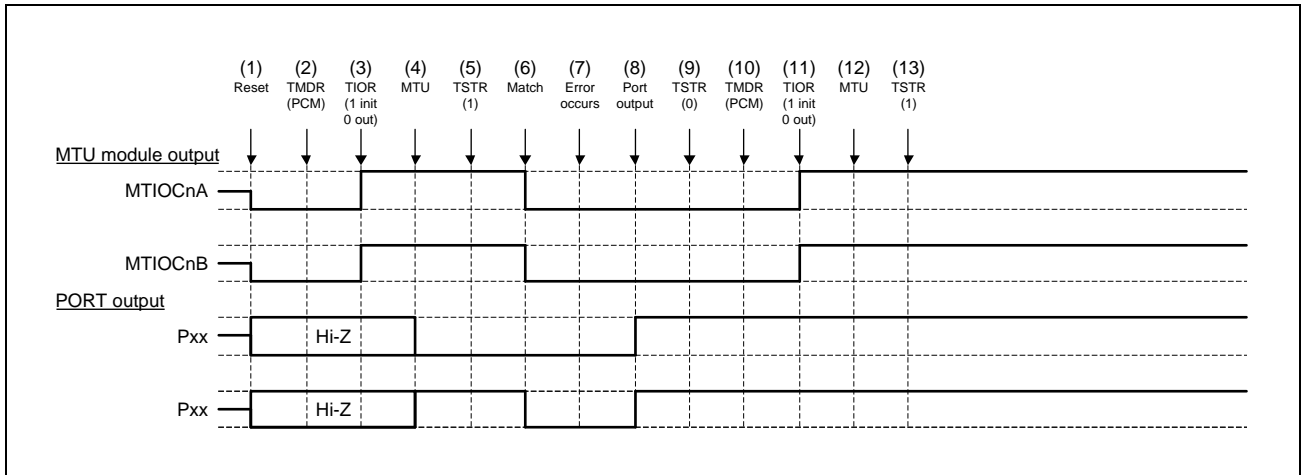 (1) (2) (3) (4) (5) (6) (7) (8) (9) (10) (11) (12) (13)
Reset TMDR TIOR MTU TSTR Match Error Port TSTR TMDR TIOR MTU TSTR
(PCM) (1 init (1) occurs output (0) (PCM) (1 init (1)
0 out) 0 out)
MTU module output
MTIOCnA
MTIOCnB
PORT output
Pxx Hi-Z
Pxx Hi-Z